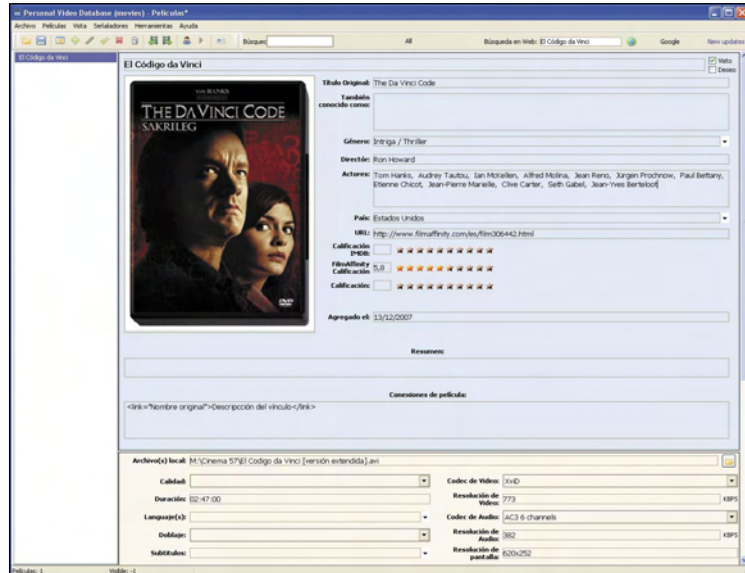 Personal Video Database (movies) - Películas*
Archivo Películas Vista Señaladores Herramientas Ayuda
Búsqued All Búsqueda en Web: El Código da Vinci Google New updates
El Código da Vinci
El Código da Vinci
Visto
Deseo
TOM HANKS
THE DA VINCI CODE
SAKRILEG
DVD
Título Original: The Da Vinci Code
También
conocido como:
Género: Intriga / Thriller
Directór: Ron Howard
Actores: Tom Hanks, Audrey Tautou, Ian McKellen, Alfred Molina, Jean Reno, Jürgen Prochnow, Paul Bettany,
Etienne Chicot, Jean-Pierre Marielle, Clive Carter, Seth Gabel, Jean-Yves Berteloot
País: Estados Unidos
URL: http://www.filmaffinity.com/es/film306442.html
Calificación
IMDB:
FilmAffinity
Calificación 5,8
Calificación:
Agregado el: 13/12/2007
Resumen:
Conexiones de película:
<link="Nombre original">Descripcción del vínculo</link>
Archivo(s) local: M:\Cinema 57\El Codigo da Vinci [versión extendida].avi
Calidad: Codec de Video: XviD
Duración: 02:47:00 Resolución de Video: 773 KBPS
Languaje(s): Codec de Audio: AC3 6 channels
Doblaje: Resolución de Audio: 382 KBPS
Subtítulos: Resolución de pantalla: 620x252
Películas: 1 Visible: -1